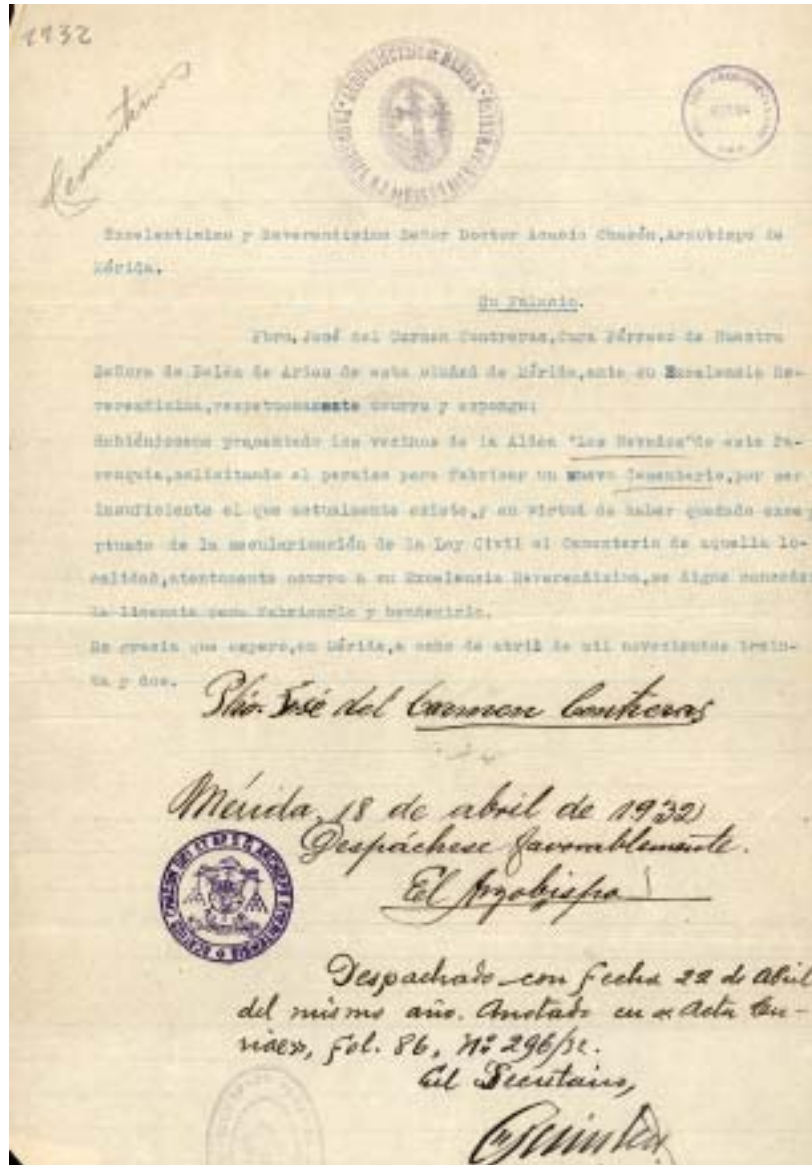 1932
Cementerios
Excelentísimo y Reverendísimo Señor Doctor Acacio Chacón,Arzobispo de
Mérida.
Su Palacio.
Pbro,José del Carmen Contreras,Cura Párroco de Nuestra
Señora de Belén de Arias de esta ciudad de Mérida,ante su Excelencia Re-
verendísima,respetuosamente ocurro y expongo:
Habiéndoseme presentado los vecinos de la Aldea "Los Nevados"de esta Pa-
rroquia,solicitando el permiso para fabricar un nuevo Cementerio,por ser
insuficiente el que actualmente existe,y en virtud de haber quedado exce
ptuado de la secularización de la Ley Civil el Cementerio de aquella lo-
calidad,atentamente ocurro a su Excelencia Reverendísima,se digne
la licencia para fabricarlo y bendecirlo.
Es gracia que espero,en Mérida,a ocho de abril de mil novecientos trein-
ta y dos.
Pbro. José del Carmen Contreras
Mérida, 18 de abril de 1932
Despáchese favorablemente.
El Arzobispo
Despachado con fecha 22 de Abril
del mismo año. Anotado en Acta Cu-
riae, fol. 86, Nº 296/32.
El Secretario,